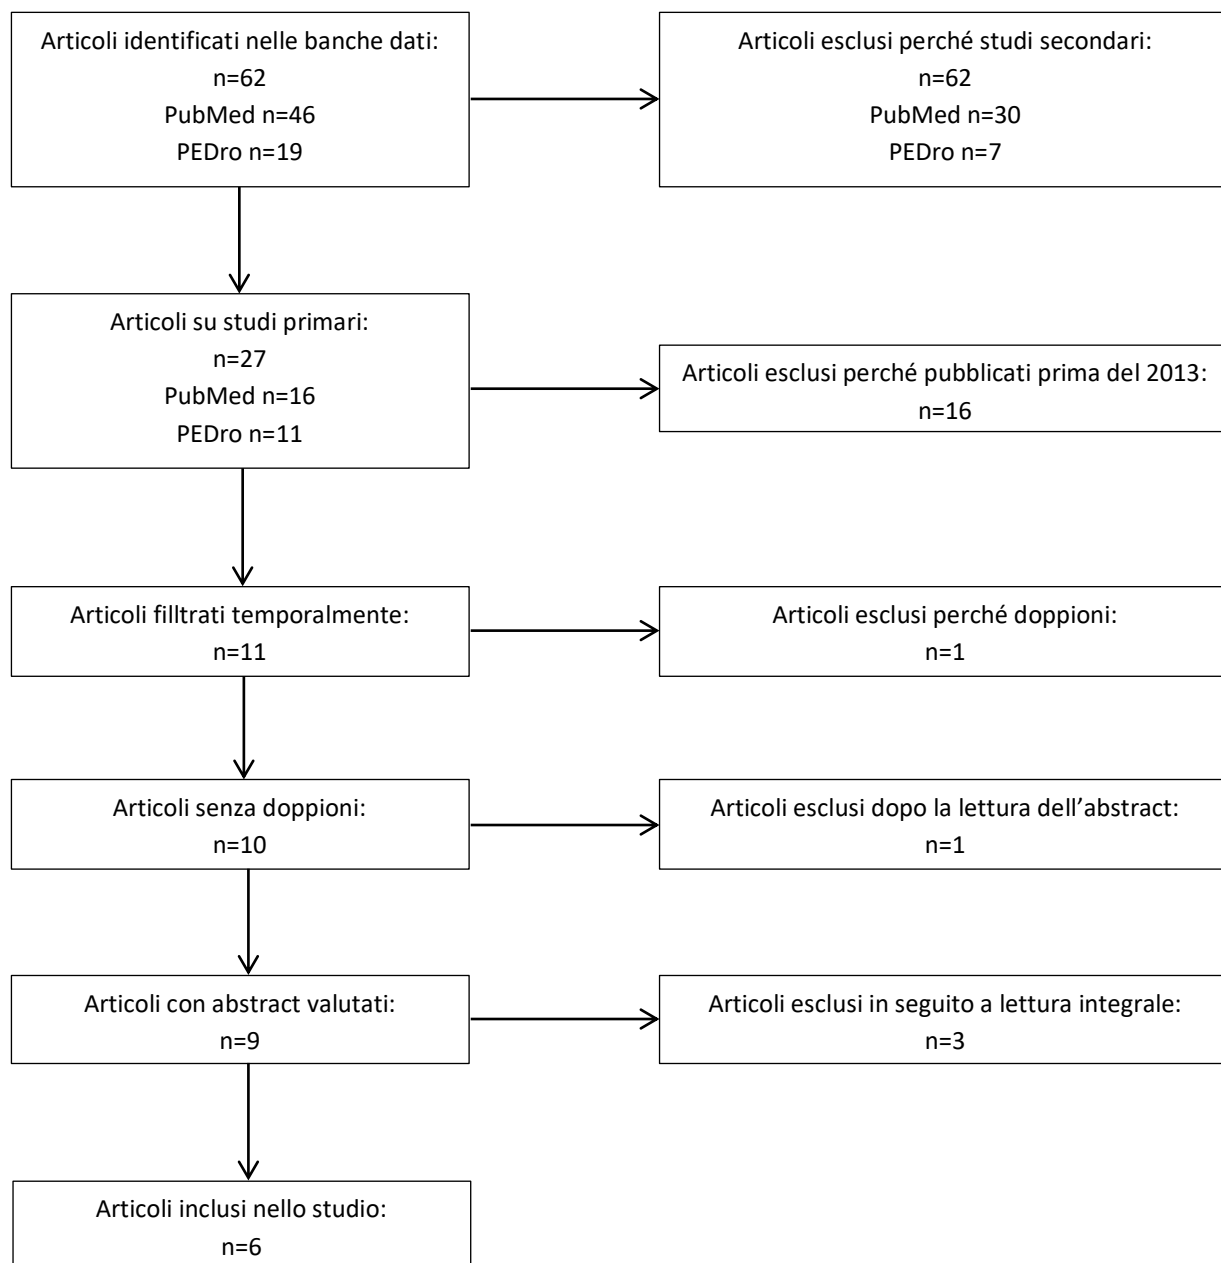 Articoli identificati nelle banche dati:
n=62
PubMed n=46
PEDro n=19
Articoli esclusi perché studi secondari:
n=62
PubMed n=30
PEDro n=7
Articoli su studi primari:
n=27
PubMed n=16
PEDro n=11
Articoli esclusi perché pubblicati prima del 2013:
n=16
Articoli filltrati temporalmente:
n=11
Articoli esclusi perché doppioni:
n=1
Articoli senza doppioni:
n=10
Articoli esclusi dopo la lettura dell’abstract:
n=1
Articoli con abstract valutati:
n=9
Articoli esclusi in seguito a lettura integrale:
n=3
Articoli inclusi nello studio:
n=6